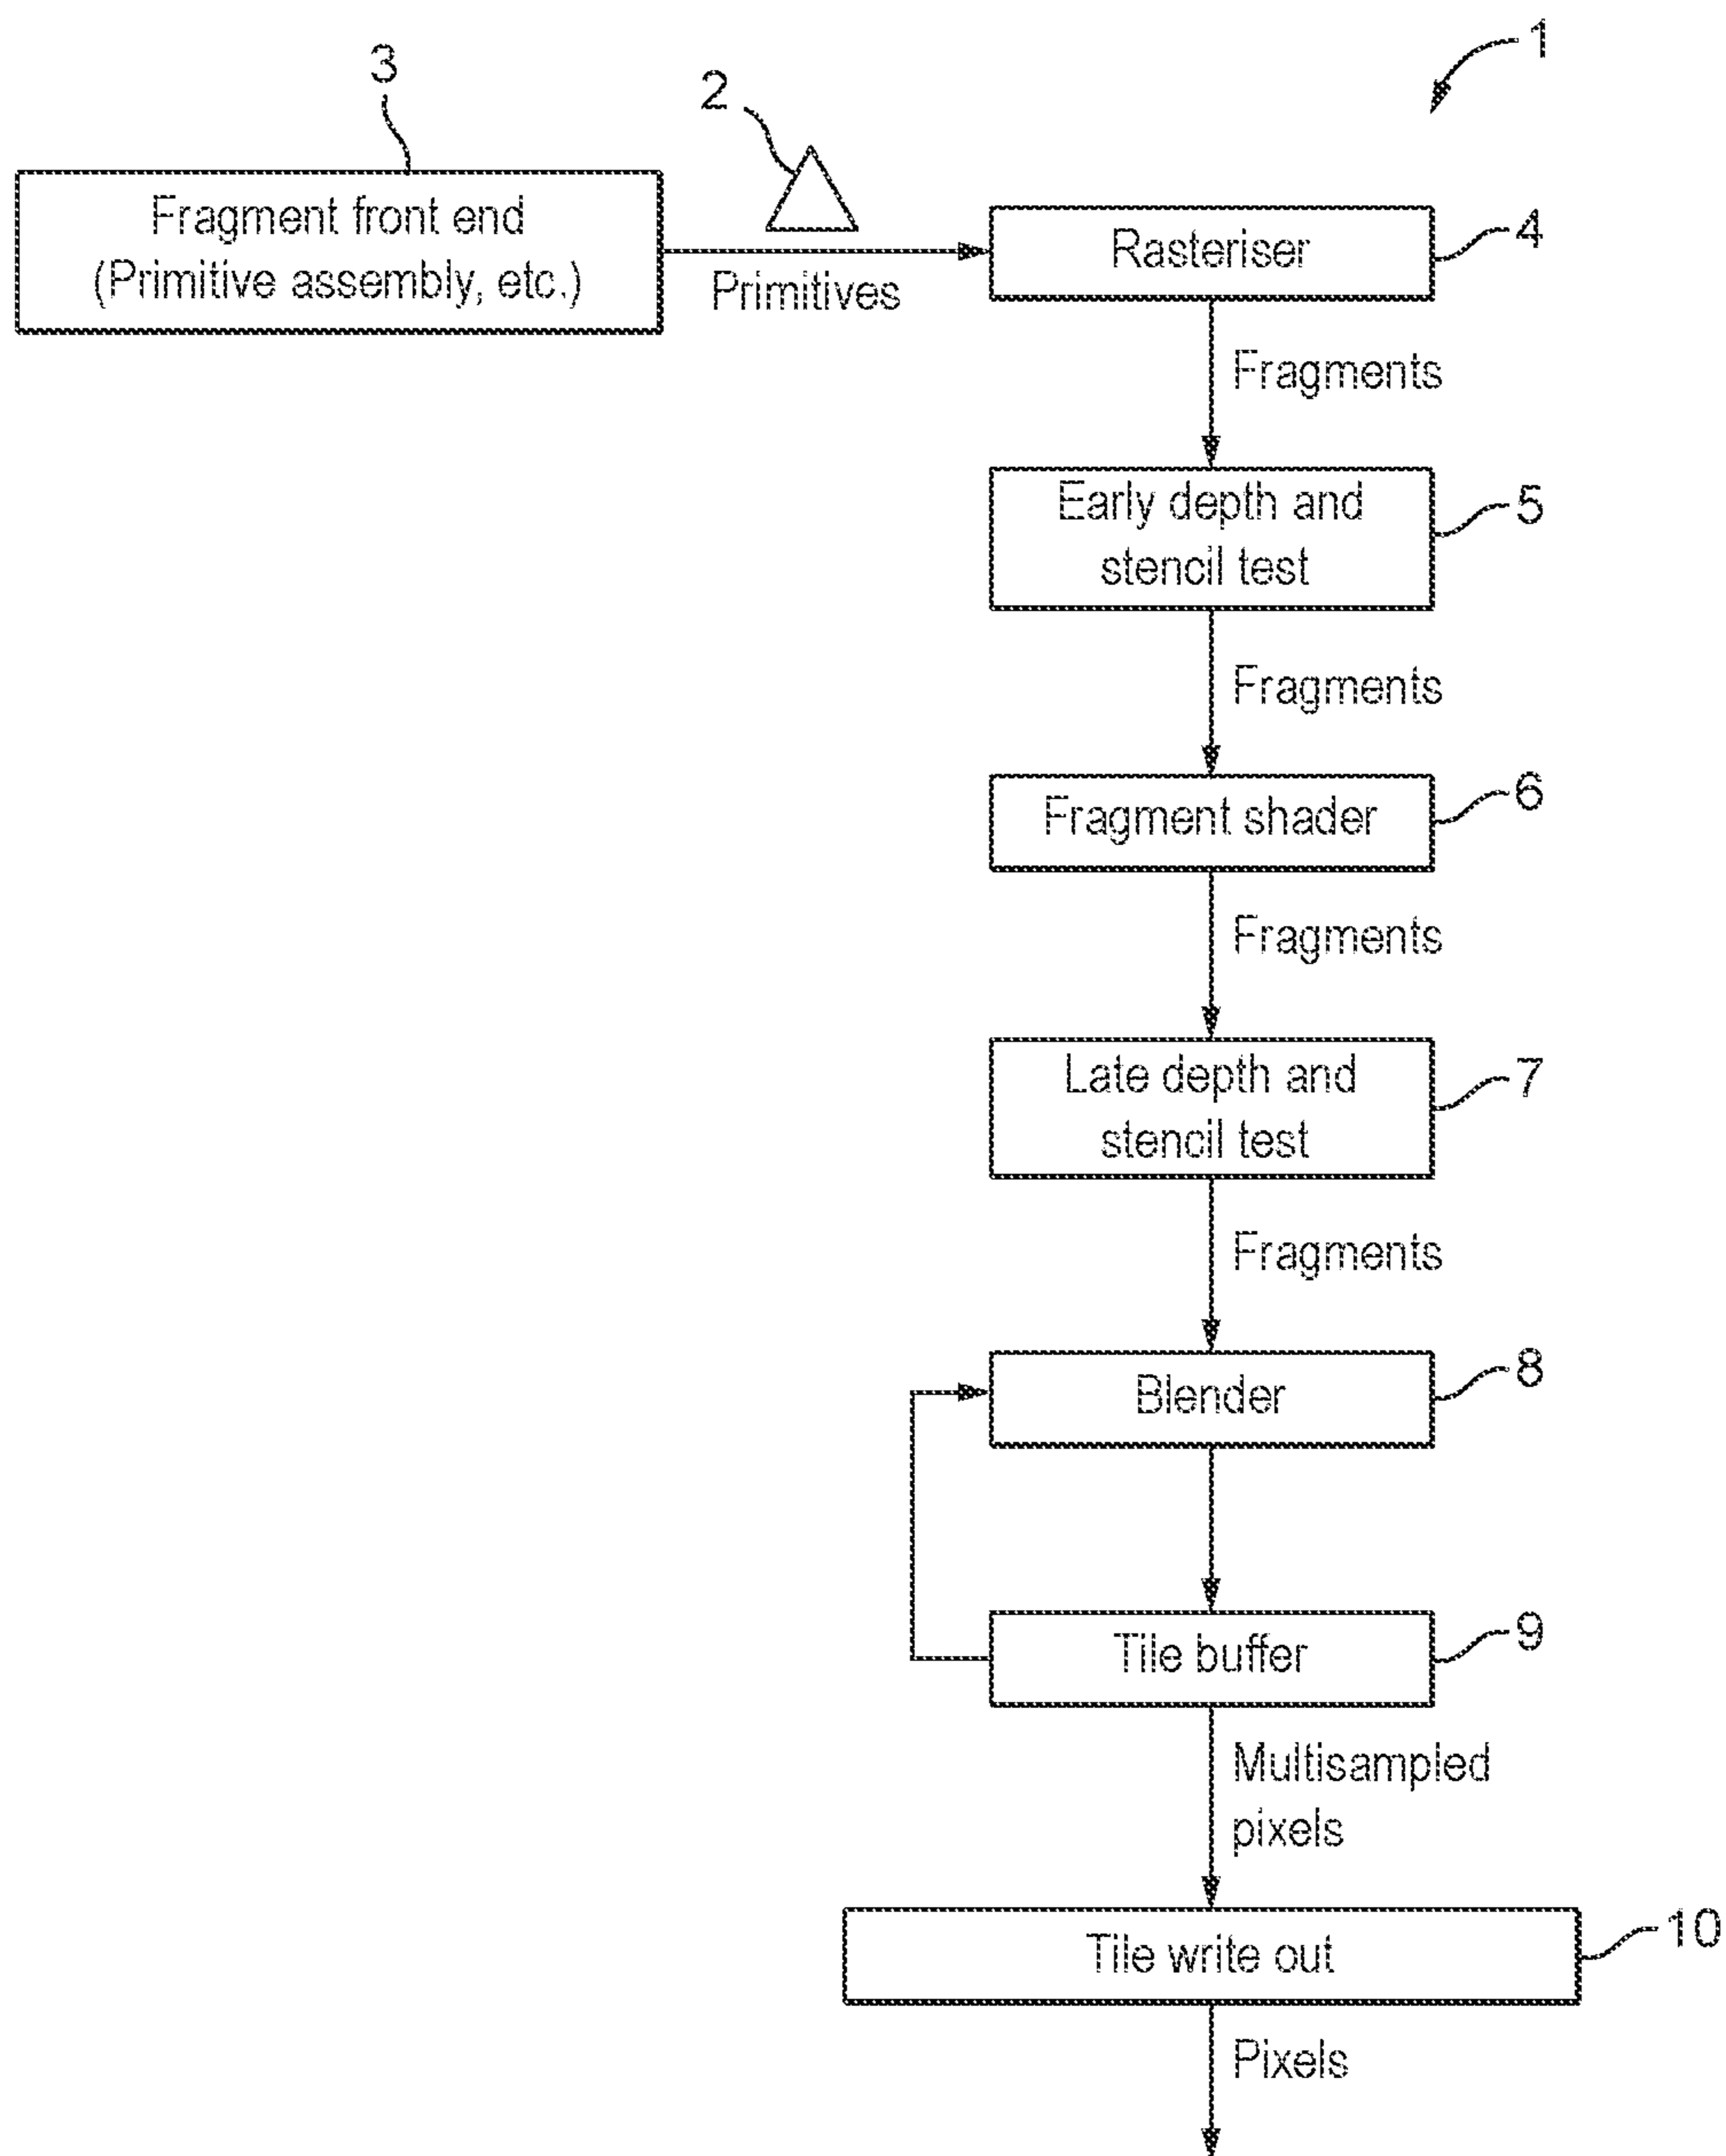 1
3
2
Fragment front end
(Primitive assembly, etc.)
Primitives
Rasteriser
4
Fragments
Early depth and
stencil test
5
Fragments
Fragment shader
6
Fragments
Late depth and
stencil test
7
Fragments
Blender
8
Tile buffer
9
Multisampled
pixels
Tile write out
10
Pixels